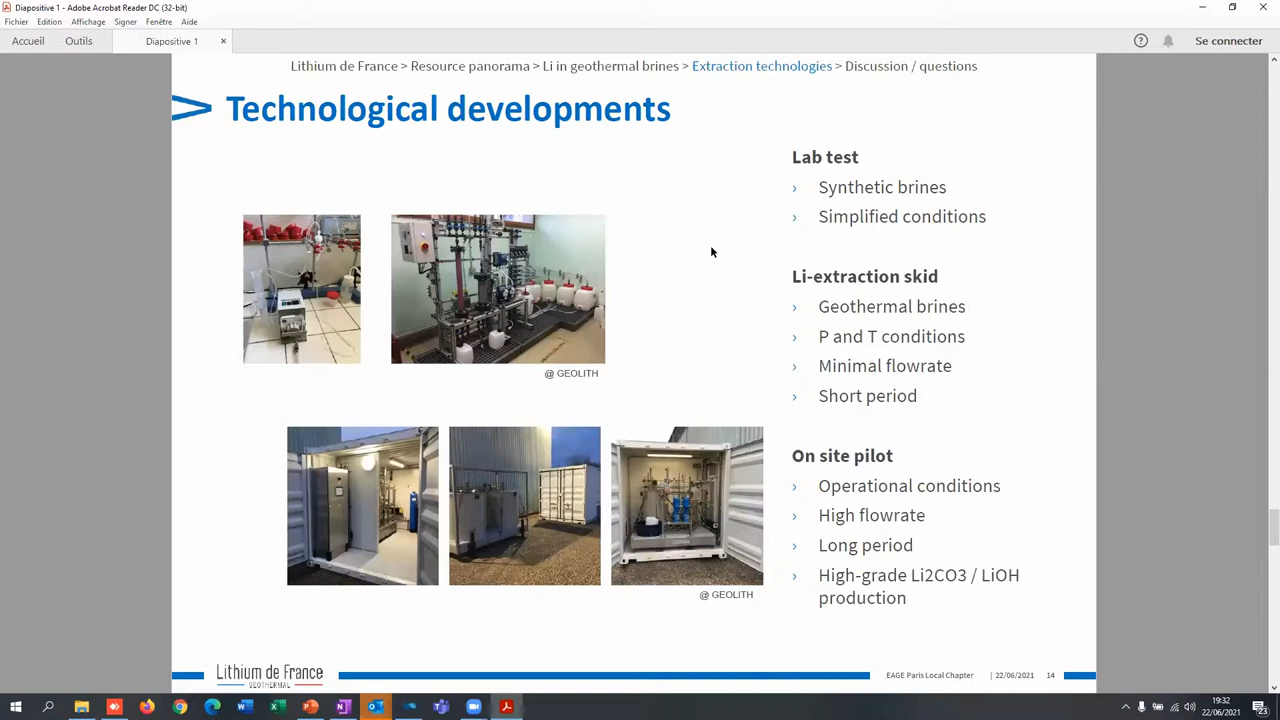 Diapositive 1 - Adobe Acrobat Reader DC (32-bit)
Fichier Edition Affichage Signer Fenêtre Aide
Accueil Outils Diapositive 1 × Se connecter
Lithium de France > Resource panorama > Li in geothermal brines > Extraction technologies > Discussion / questions
> Technological developments
Lab test
› Synthetic brines
› Simplified conditions
Li-extraction skid
› Geothermal brines
› P and T conditions
› Minimal flowrate
› Short period
@ GEOLITH
On site pilot
› Operational conditions
› High flowrate
› Long period
› High-grade Li2CO3 / LiOH
production
@ GEOLITH
Lithium de France
GEOTHERMAL
EAGE Paris Local Chapter | 22/06/2021 14
19:32
22/06/2021
23